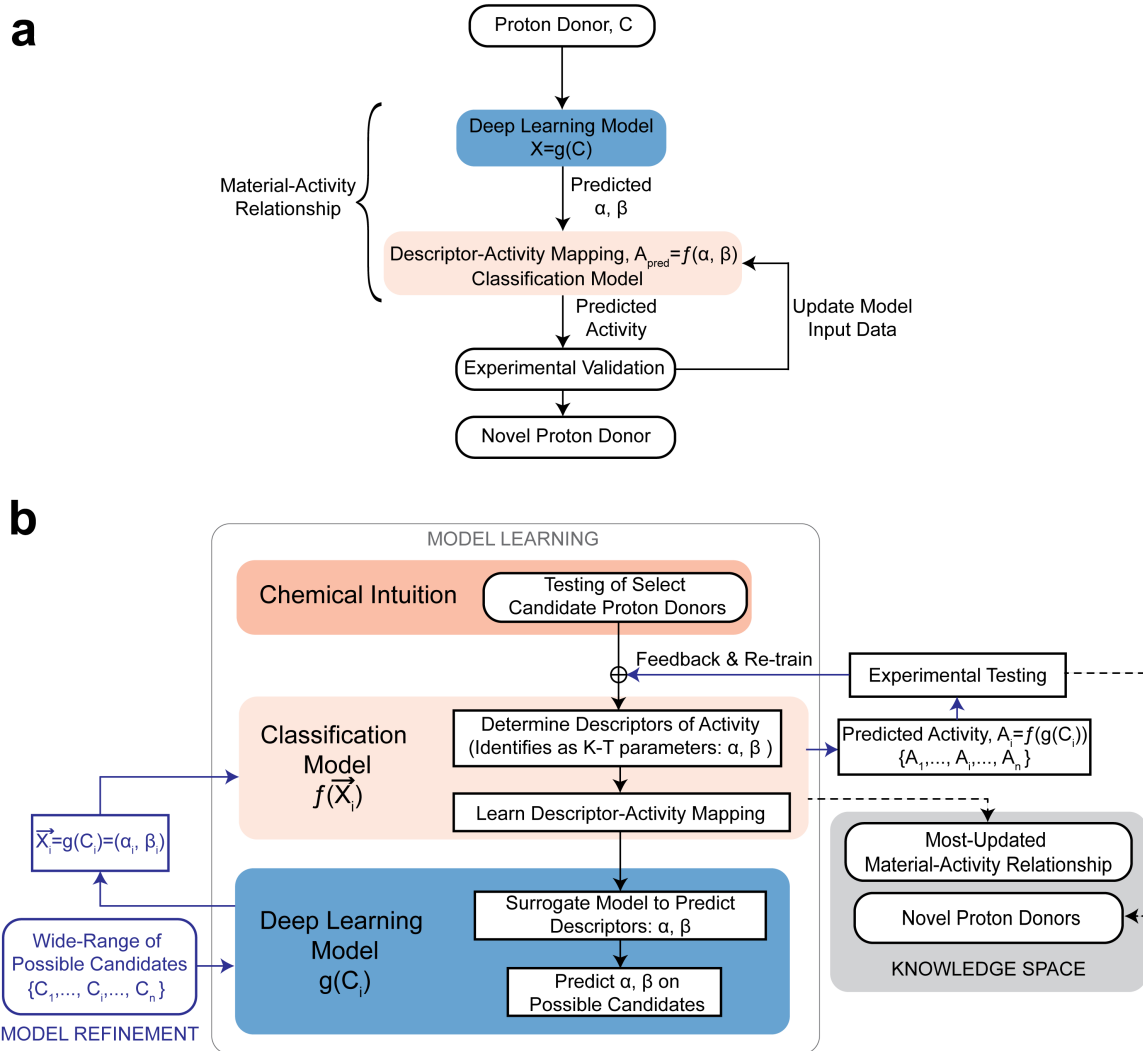 a
Proton Donor, C
Deep Learning Model
X=g(C)
Material-Activity
Relationship
Predicted
α, β
Descriptor-Activity Mapping, Apred=f(α, β)
Classification Model
Predicted
Activity
Update Model
Input Data
Experimental Validation
Novel Proton Donor
b
MODEL LEARNING
Chemical Intuition
Testing of Select
Candidate Proton Donors
Feedback & Re-train
Experimental Testing
Classification
Model
f(X⃗i)
Determine Descriptors of Activity
(Identifies as K-T parameters: α, β )
Predicted Activity, Ai=f(g(Ci))
{A1,..., Ai,..., An}
Learn Descriptor-Activity Mapping
X⃗i=g(Ci)=(αi, βi)
Most-Updated
Material-Activity Relationship
Novel Proton Donors
KNOWLEDGE SPACE
Deep Learning
Model
g(Ci)
Surrogate Model to Predict
Descriptors: α, β
Predict α, β on
Possible Candidates
Wide-Range of
Possible Candidates
{C1,..., Ci,..., Cn}
MODEL REFINEMENT